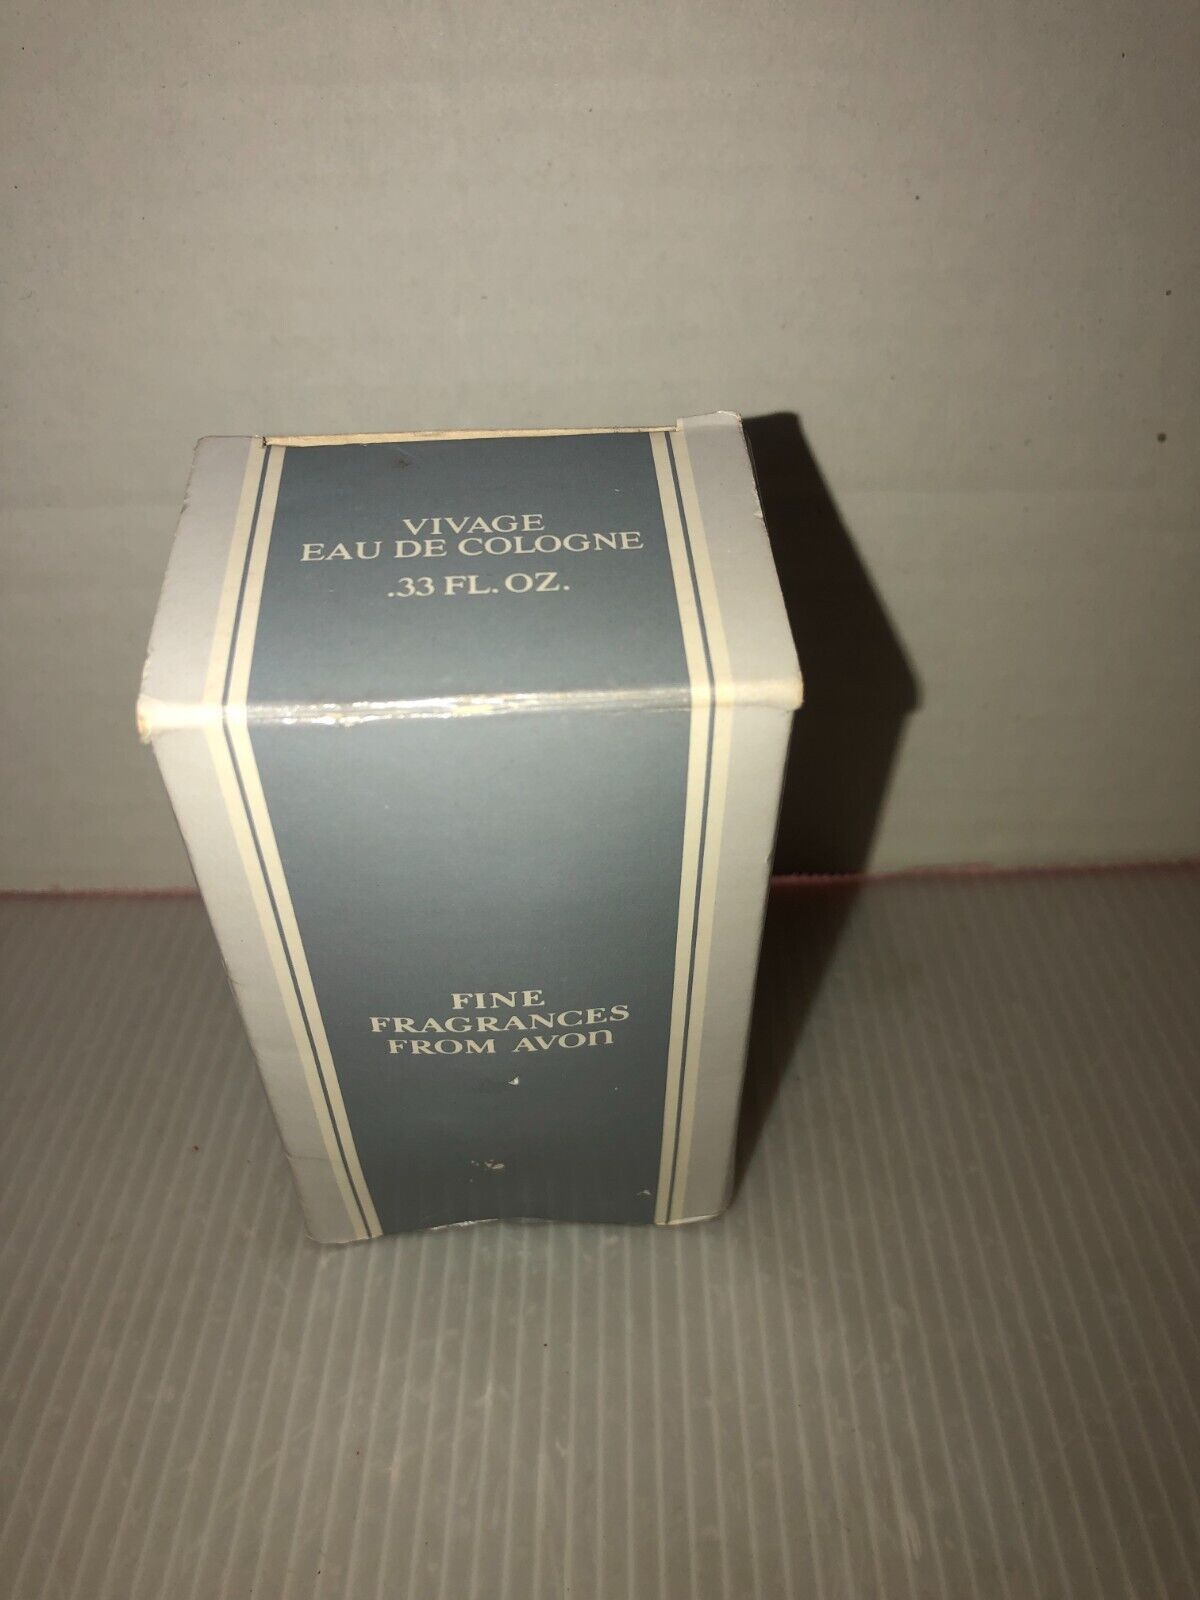 VIVAGE
EAU DE COLOGNE
.33 FL. OZ.
FINE
FRAGRANCES
FROM AVON